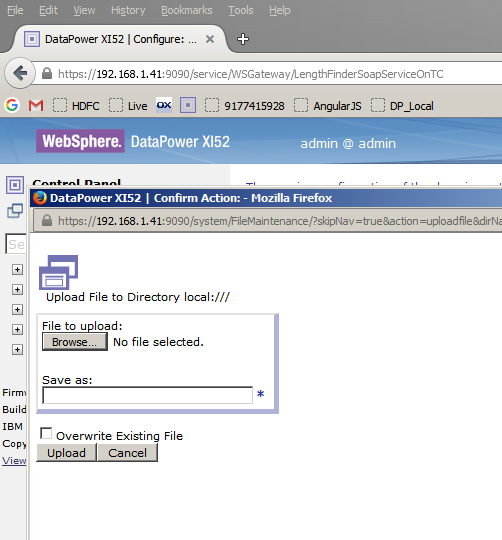 File Edit View History Bookmarks Tools Help
DataPower XI52 | Configure: ...
https://192.168.1.41:9090/service/WSGateway/LengthFinderSoapServiceOnTC
HDFC Live OX 9177415928 AngularJS DP_Local
WebSphere. DataPower XI52 admin @ admin
Control Panel
DataPower XI52 | Confirm Action: - Mozilla Firefox
https://192.168.1.41:9090/system/FileMaintenance/?skipNav=true&action=uploadfile&dirNa
Se
Upload File to Directory local:///
File to upload:
Browse... No file selected.
Save as:
*
Firmw
Build
IBM
Copy
View
Overwrite Existing File
Upload Cancel